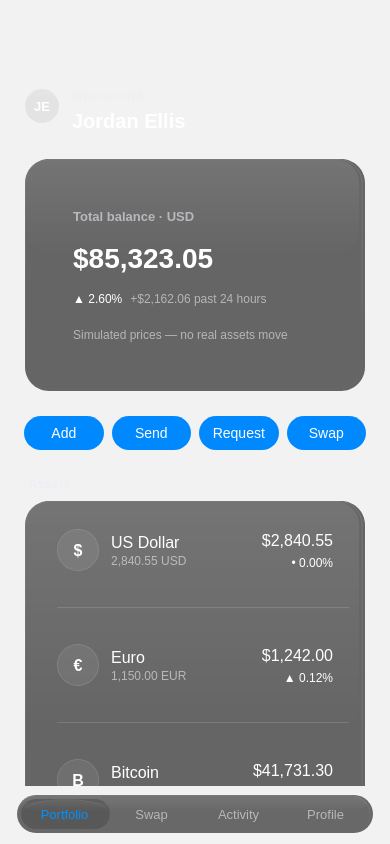 JE
Jordan Ellis
Total balance · USD
$85,323.05
▲ 2.60% +$2,162.06 past 24 hours
Simulated prices — no real assets move
Add Send Request Swap
Assets
$ US Dollar $2,840.55
2,840.55 USD • 0.00%
€ Euro $1,242.00
1,150.00 EUR ▲ 0.12%
B Bitcoin $41,731.30
Portfolio Swap Activity Profile